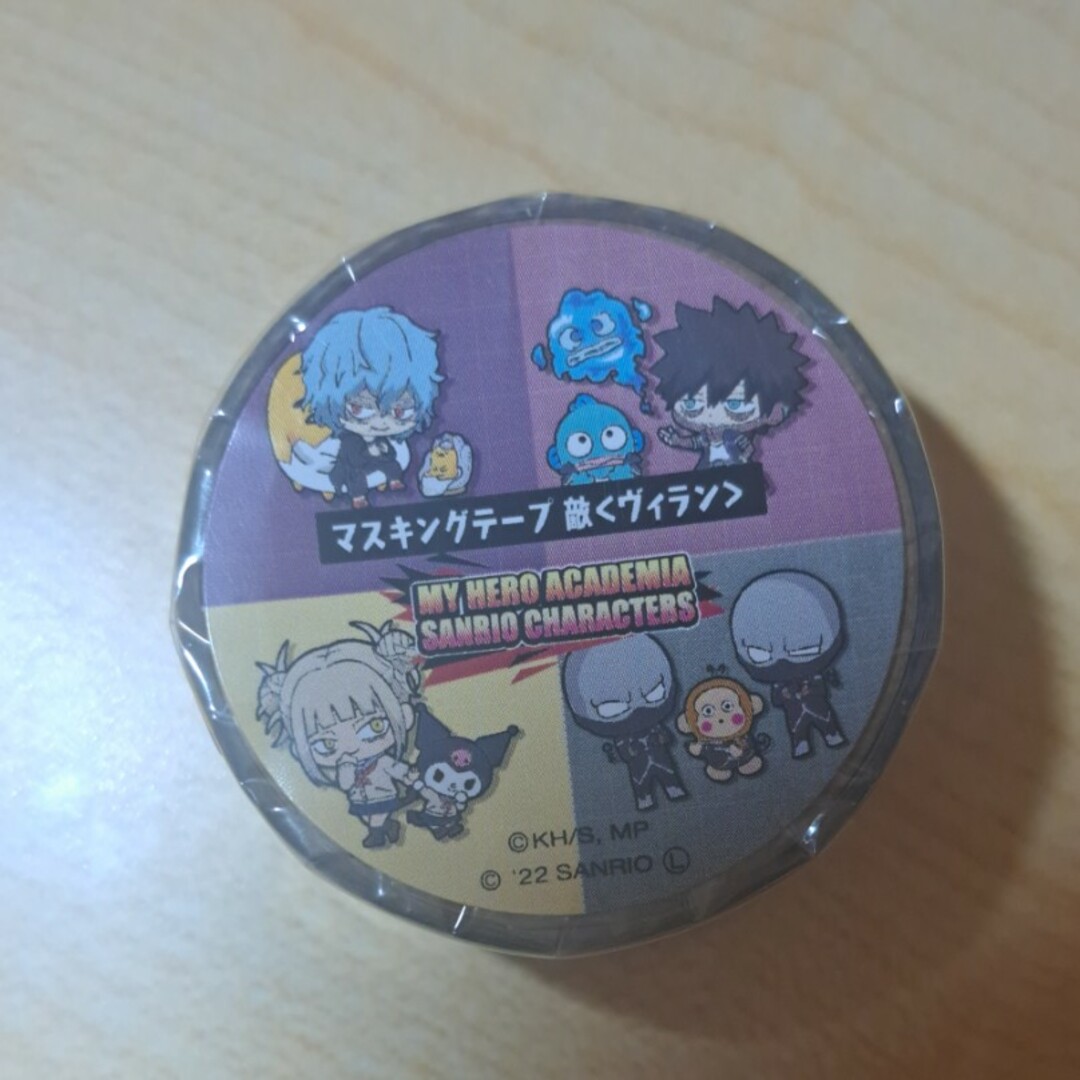 マスキングテープ 敵<ヴィラン>
MY HERO ACADEMIA
SANRIO CHARACTERS
©KH/S, MP
© '22 SANRIO Ⓛ